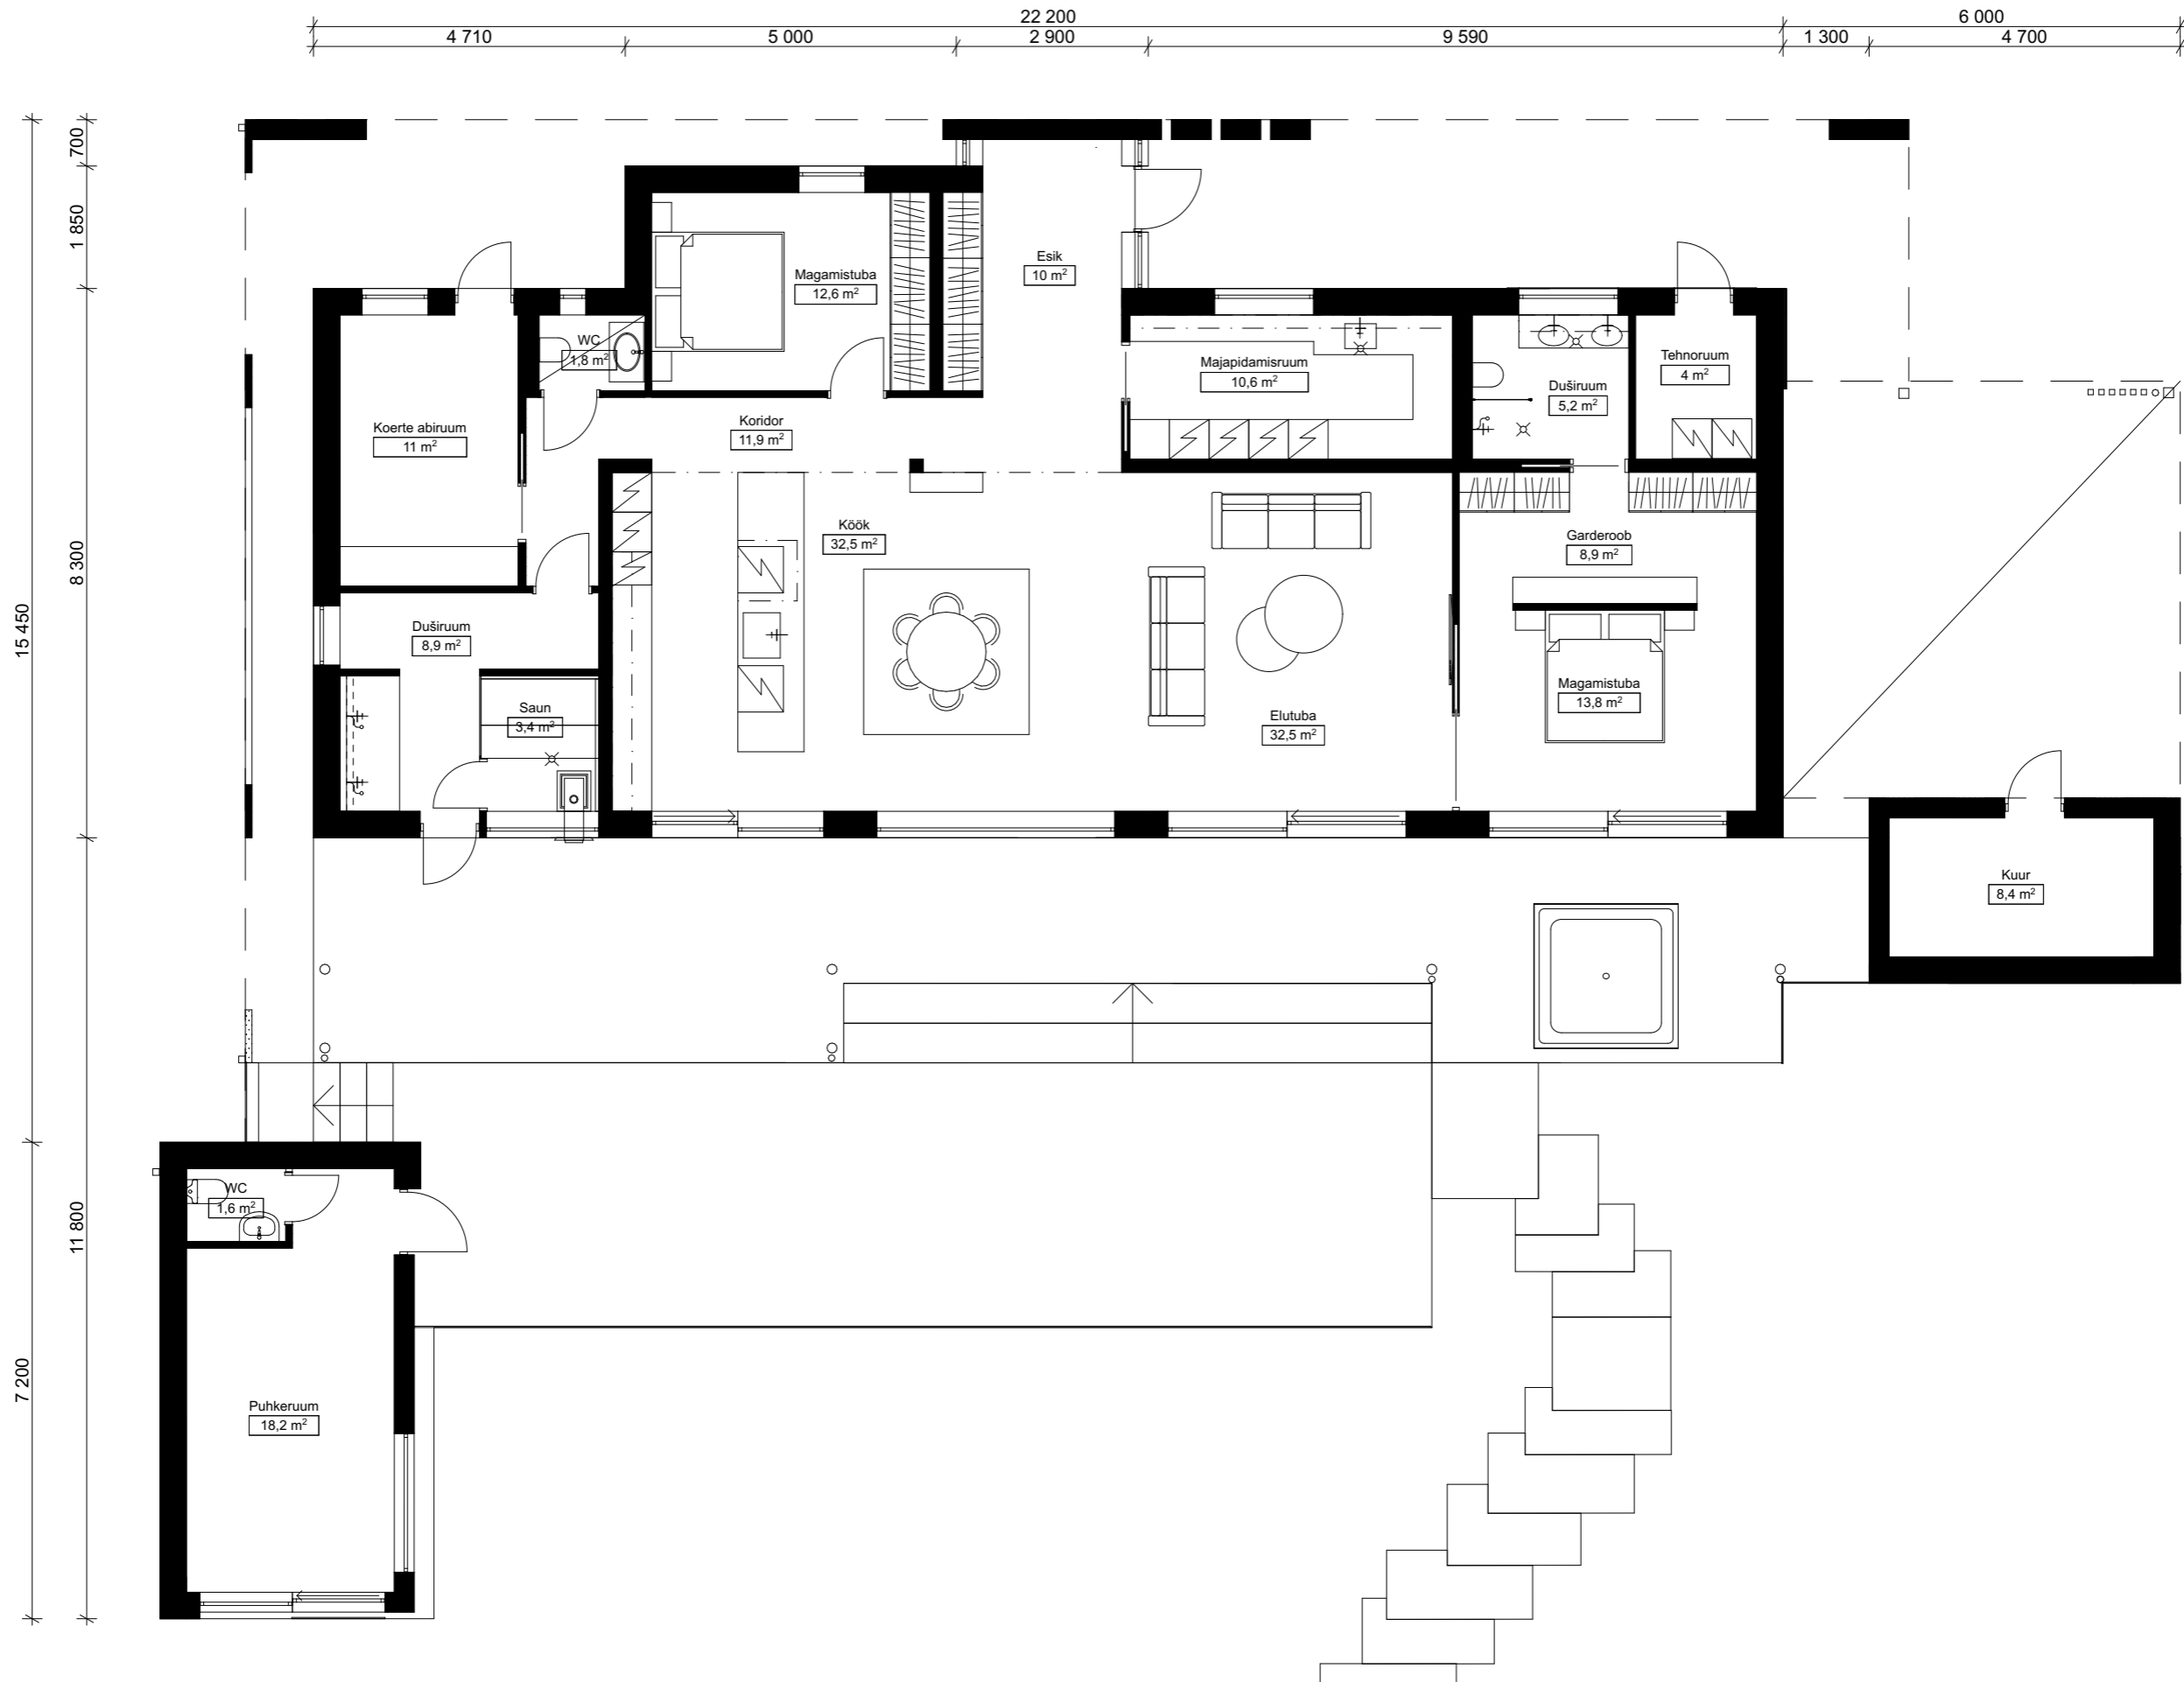 22 200
6 000
4 710
5 000
2 900
9 590
1 300
4 700
700
1 850
8 300
15 450
11 800
7 200
Esik
10 m²
Magamistuba
12,6 m²
WC
1,8 m²
Majapidamisruum
10,6 m²
Tehnoruum
4 m²
Duširuum
5,2 m²
Koridor
11,9 m²
Koerte abiruum
11 m²
Köök
32,5 m²
Garderoob
8,9 m²
Duširuum
8,9 m²
Magamistuba
13,8 m²
Saun
3,4 m²
Elutuba
32,5 m²
Kuur
8,4 m²
WC
1,6 m²
Puhkeruum
18,2 m²